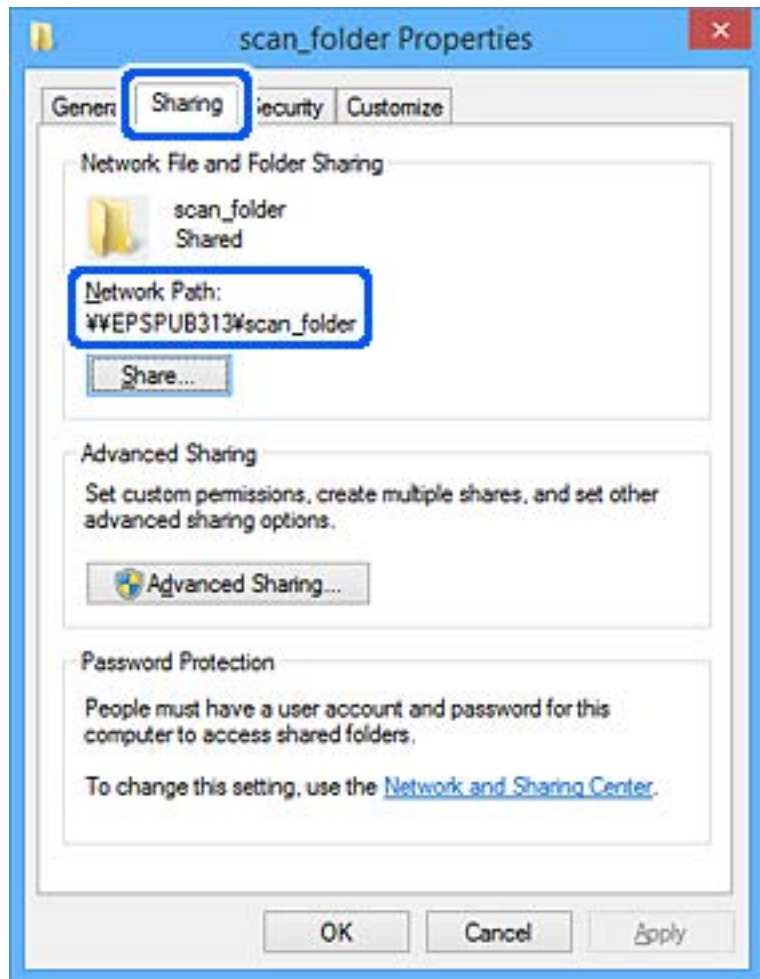 scan_folder Properties
General Sharing Security Customize
Network File and Folder Sharing
scan_folder
Shared
Network Path:
¥¥EPSPUB313¥scan_folder
Share...
Advanced Sharing
Set custom permissions, create multiple shares, and set other
advanced sharing options.
Advanced Sharing...
Password Protection
People must have a user account and password for this
computer to access shared folders.
To change this setting, use the Network and Sharing Center.
OK Cancel Apply